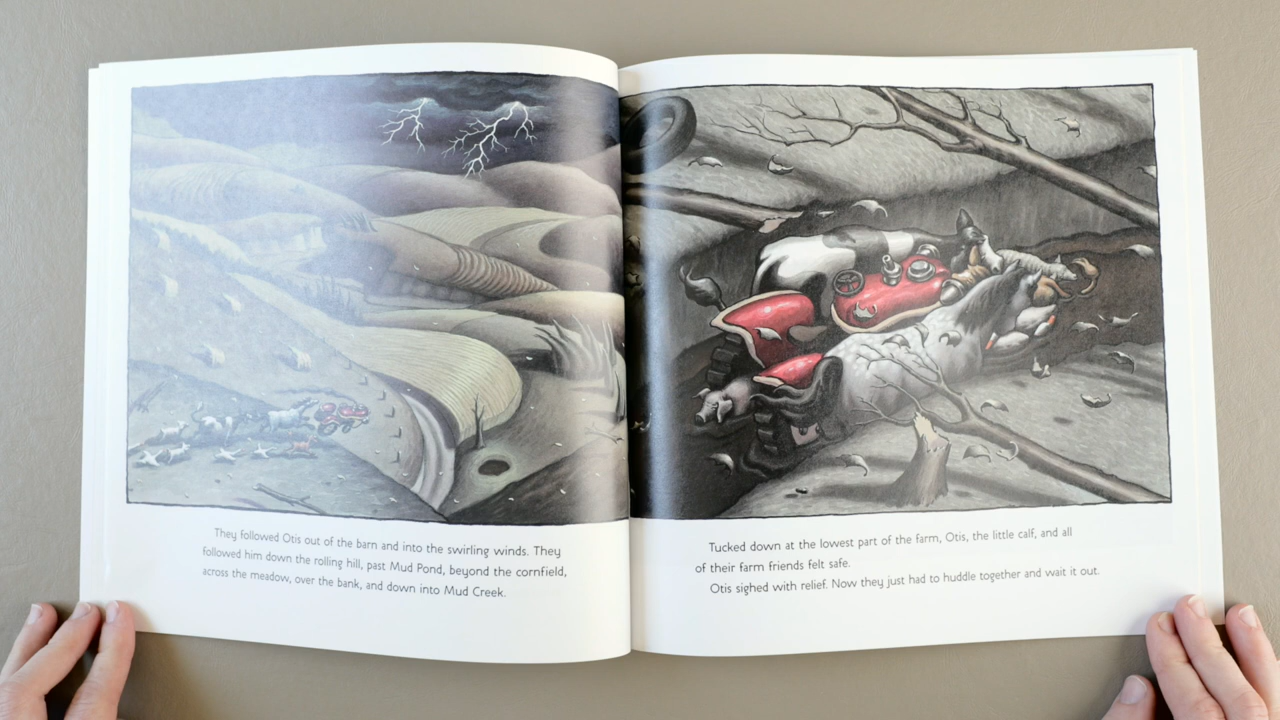 They followed Otis out of the barn and into the swirling winds. They
followed him down the rolling hill, past Mud Pond, beyond the cornfield,
across the meadow, over the bank, and down into Mud Creek.
Tucked down at the lowest part of the farm, Otis, the little calf, and all
of their farm friends felt safe.
Otis sighed with relief. Now they just had to huddle together and wait it out.